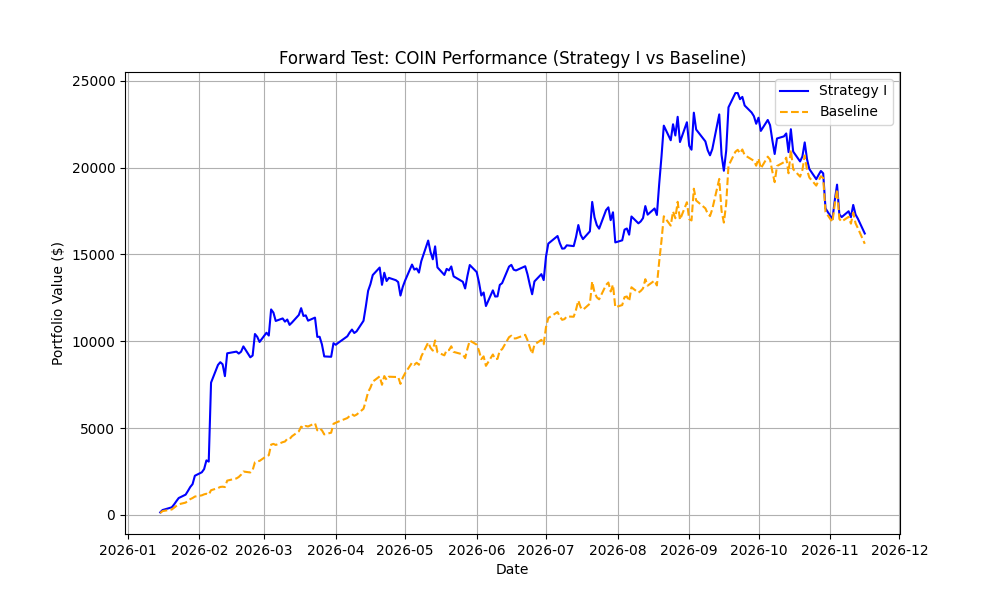 Forward Test: COIN Performance (Strategy I vs Baseline)
Strategy I
Baseline
Portfolio Value ($)
25000
20000
15000
10000
5000
0
2026-01 2026-02 2026-03 2026-04 2026-05 2026-06 2026-07 2026-08 2026-09 2026-10 2026-11 2026-12
Date